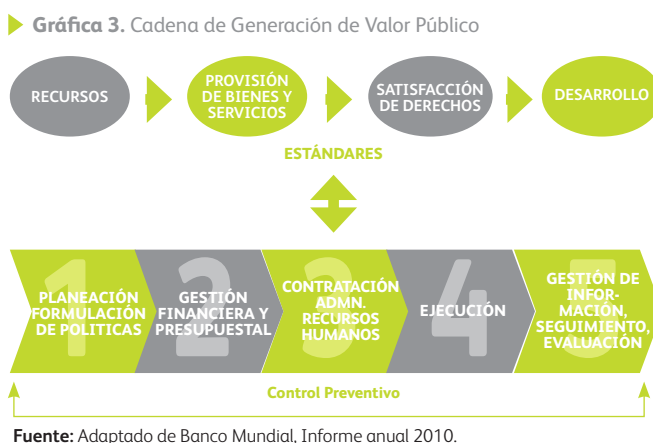 Gráfica 3. Cadena de Generación de Valor Público
RECURSOS
PROVISIÓN
DE BIENES Y
SERVICIOS
SATISFACCIÓN
DE DERECHOS
DESARROLLO
ESTÁNDARES
1
PLANEACIÓN
FORMULACIÓN
DE POLITICAS
2
GESTIÓN
FINANCIERA Y
PRESUPUESTAL
3
CONTRATACIÓN
ADMN.
RECURSOS
HUMANOS
4
EJECUCIÓN
5
GESTIÓN DE
INFOR-
MACIÓN,
SEGUIMIENTO,
EVALUACIÓN
Control Preventivo
Fuente: Adaptado de Banco Mundial, Informe anual 2010.